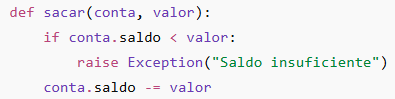 def sacar(conta, valor):
    if conta.saldo < valor:
        raise Exception("Saldo insuficiente")
    conta.saldo -= valor